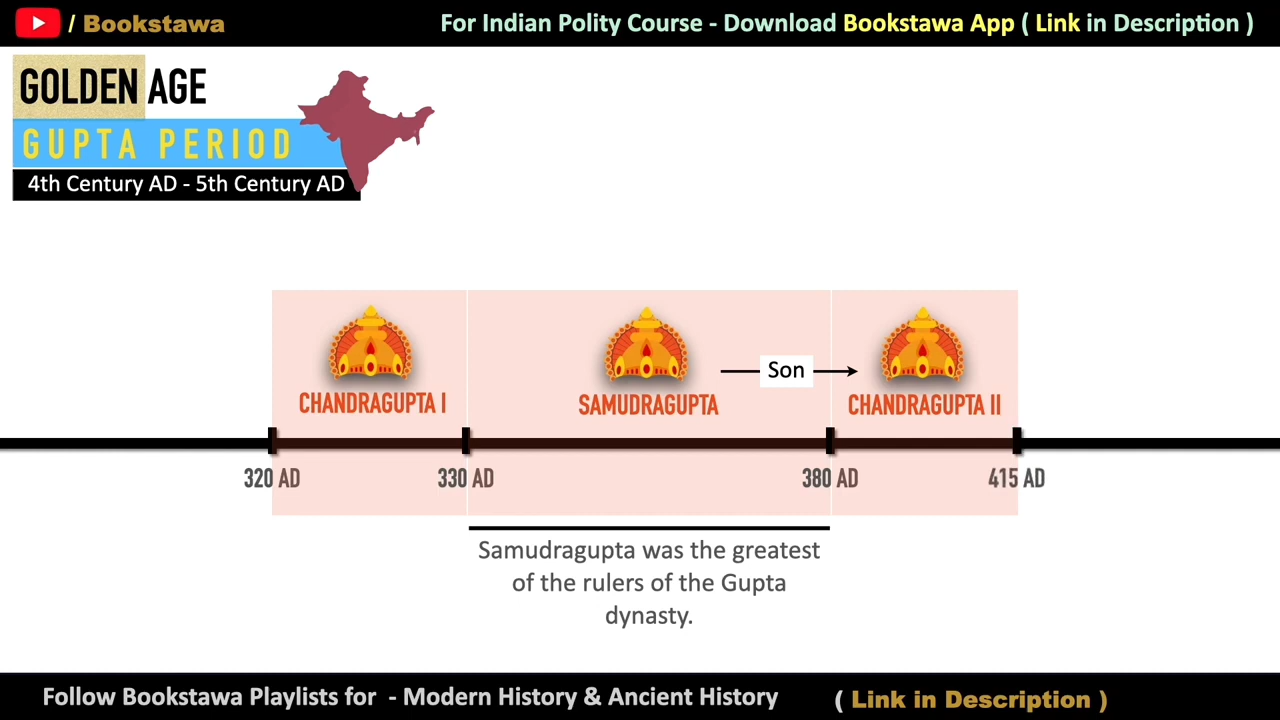 / Bookstawa
For Indian Polity Course - Download Bookstawa App ( Link in Description )
GOLDEN AGE
GUPTA PERIOD
4th Century AD - 5th Century AD
Son
CHANDRAGUPTA I
SAMUDRAGUPTA
CHANDRAGUPTA II
320 AD
330 AD
380 AD
415 AD
Samudragupta was the greatest
of the rulers of the Gupta
dynasty.
Follow Bookstawa Playlists for - Modern History & Ancient History
( Link in Description )